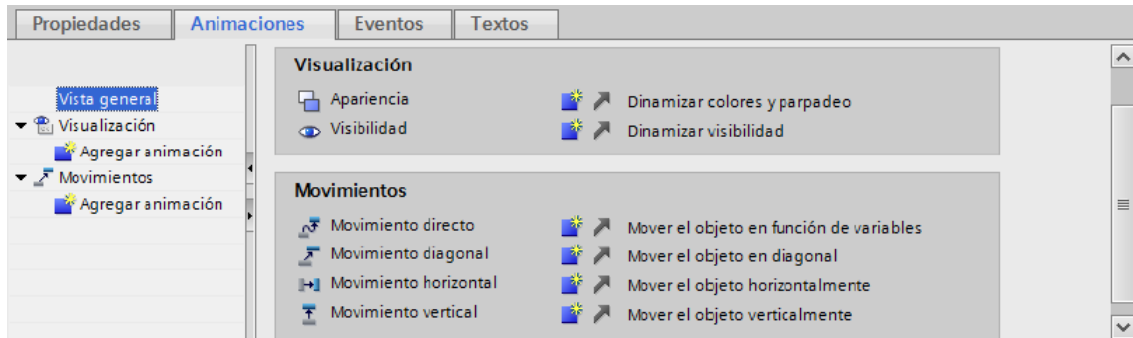 Propiedades
Animaciones
Eventos
Textos
Vista general
Visualización
Agregar animación
Movimientos
Agregar animación
Visualización
Apariencia Dinamizar colores y parpadeo
Visibilidad Dinamizar visibilidad
Movimientos
Movimiento directo Mover el objeto en función de variables
Movimiento diagonal Mover el objeto en diagonal
Movimiento horizontal Mover el objeto horizontalmente
Movimiento vertical Mover el objeto verticalmente